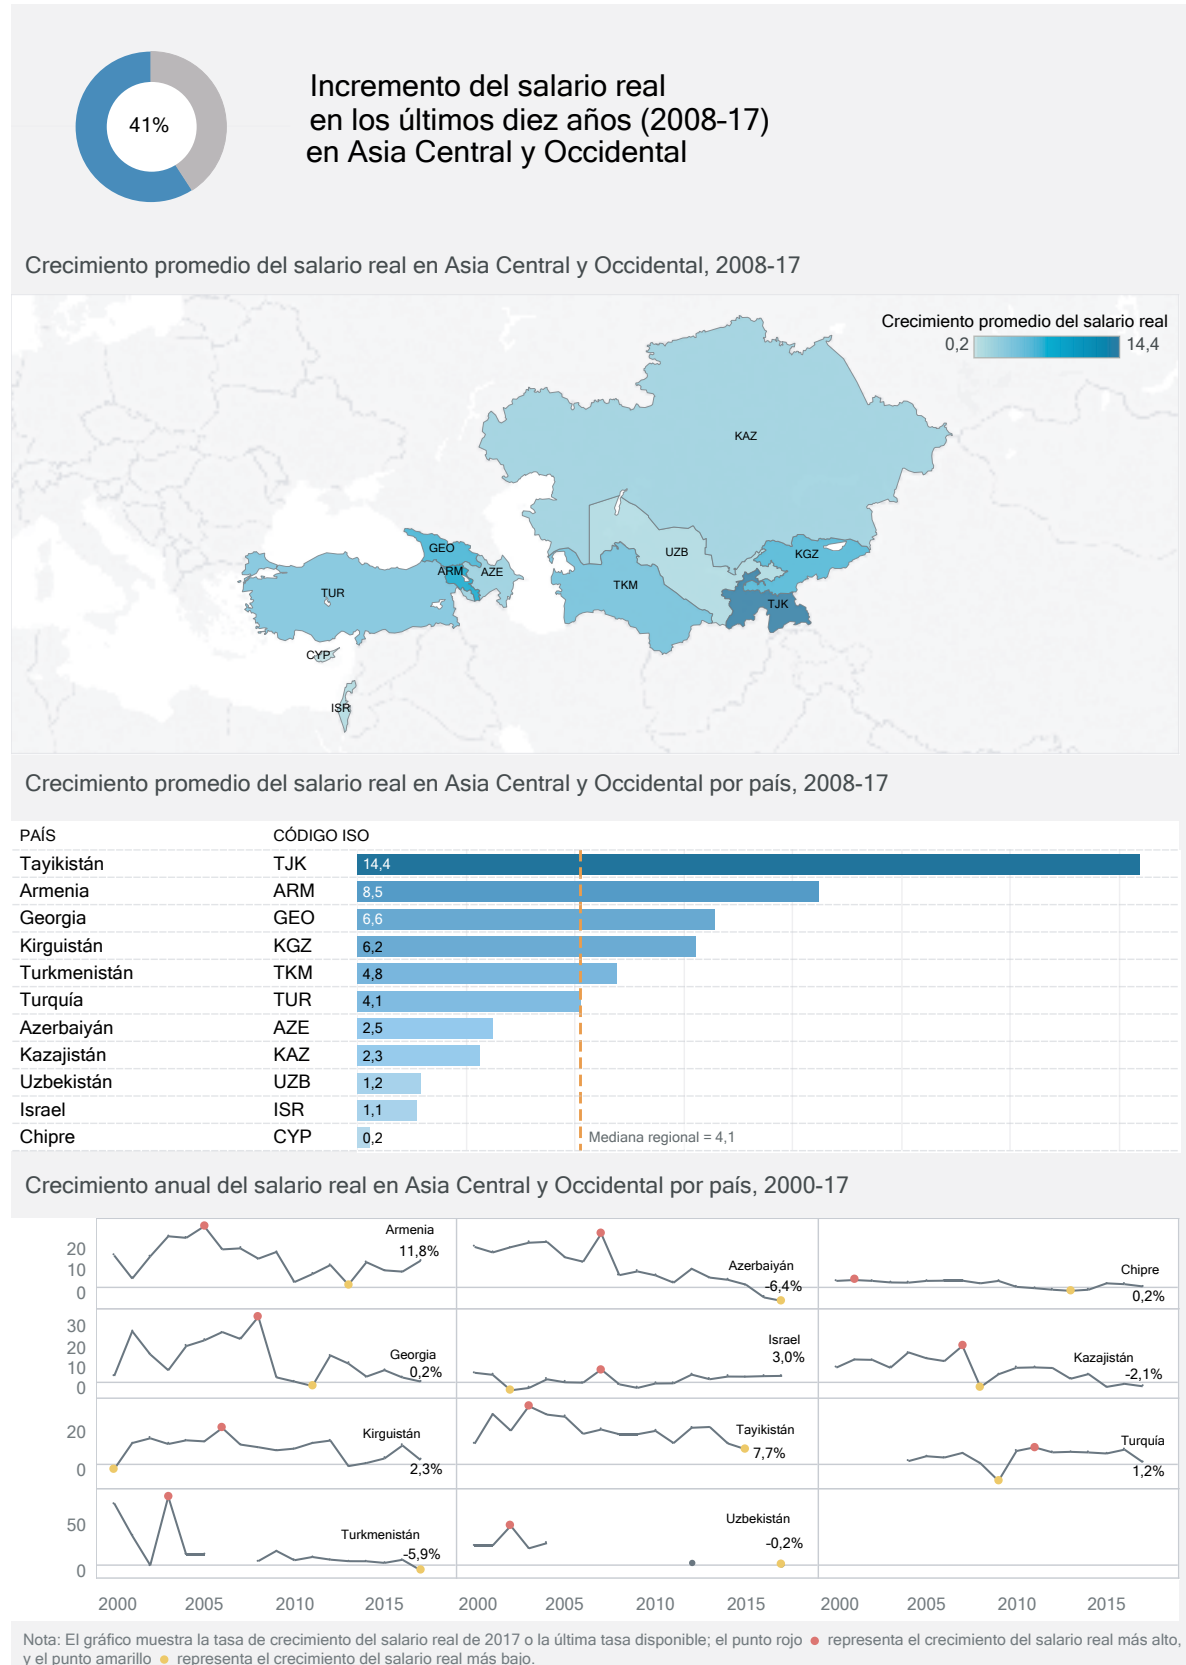 41%
Incremento del salario real
en los últimos diez años (2008-17)
en Asia Central y Occidental
Crecimiento promedio del salario real en Asia Central y Occidental, 2008-17
Crecimiento promedio del salario real
0,2 14,4
KAZ
GEO
UZB
KGZ
ARM
AZE
TKM
TUR
TJK
CYP
ISR
Crecimiento promedio del salario real en Asia Central y Occidental por país, 2008-17
PAÍS CÓDIGO ISO
Tayikistán TJK 14,4
Armenia ARM 8,5
Georgia GEO 6,6
Kirguistán KGZ 6,2
Turkmenistán TKM 4,8
Turquía TUR 4,1
Azerbaiyán AZE 2,5
Kazajistán KAZ 2,3
Uzbekistán UZB 1,2
Israel ISR 1,1
Chipre CYP 0,2 Mediana regional = 4,1
Crecimiento anual del salario real en Asia Central y Occidental por país, 2000-17
20
10
0
Armenia
11,8%
Azerbaiyán
-6,4%
Chipre
0,2%
30
20
10
0
Georgia
0,2%
Israel
3,0%
Kazajistán
-2,1%
20
0
Kirguistán
2,3%
Tayikistán
7,7%
Turquía
1,2%
50
0
Turkmenistán
-5,9%
Uzbekistán
-0,2%
2000 2005 2010 2015 2000 2005 2010 2015 2000 2005 2010 2015
Nota: El gráfico muestra la tasa de crecimiento del salario real de 2017 o la última tasa disponible; el punto rojo ● representa el crecimiento del salario real más alto,
y el punto amarillo ● representa el crecimiento del salario real más bajo.